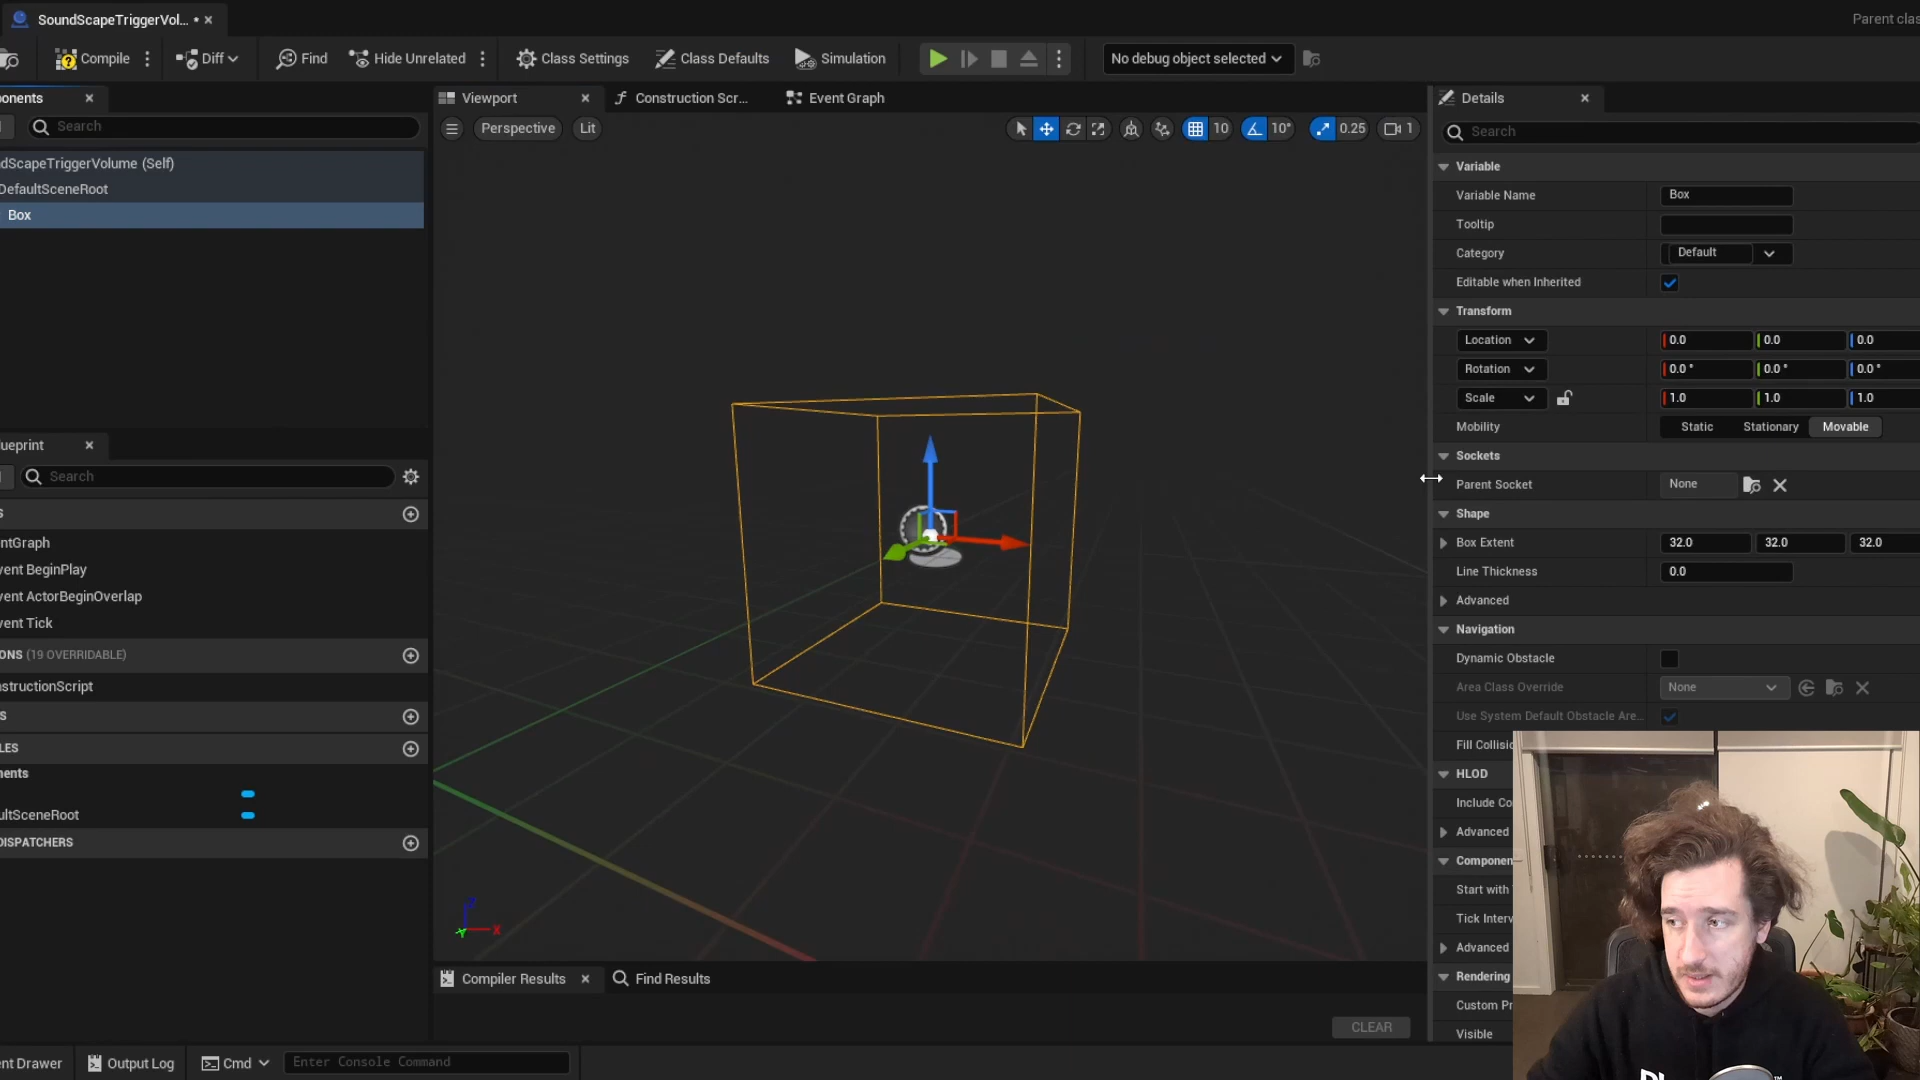 SoundScapeTriggerVol... •
Parent clas
Compile
Diff
Find
Hide Unrelated
Class Settings
Class Defaults
Simulation
No debug object selected
onents
Search
dScapeTriggerVolume (Self)
DefaultSceneRoot
Box
lueprint
Search
S
ntGraph
vent BeginPlay
vent ActorBeginOverlap
vent Tick
ONS (19 OVERRIDABLE)
nstructionScript
S
LES
nents
ultSceneRoot
DISPATCHERS
Viewport
Construction Scr...
Event Graph
Perspective
Lit
10
10°
0.25
1
Z
X
Y
Compiler Results
Find Results
CLEAR
Details
Search
Variable
Variable Name
Box
Tooltip
Category
Default
Editable when Inherited
Transform
Location
0.0
0.0
0.0
Rotation
0.0 °
0.0 °
0.0 °
Scale
1.0
1.0
1.0
Mobility
Static
Stationary
Movable
Sockets
Parent Socket
None
Shape
Box Extent
32.0
32.0
32.0
Line Thickness
0.0
Advanced
Navigation
Dynamic Obstacle
Area Class Override
None
Use System Default Obstacle Are...
Fill Collisio
HLOD
Include Co
Advanced
Componen
Start with
Tick Interv
Advanced
Rendering
Custom Pr
Visible
ent Drawer
Output Log
Cmd
Enter Console Command